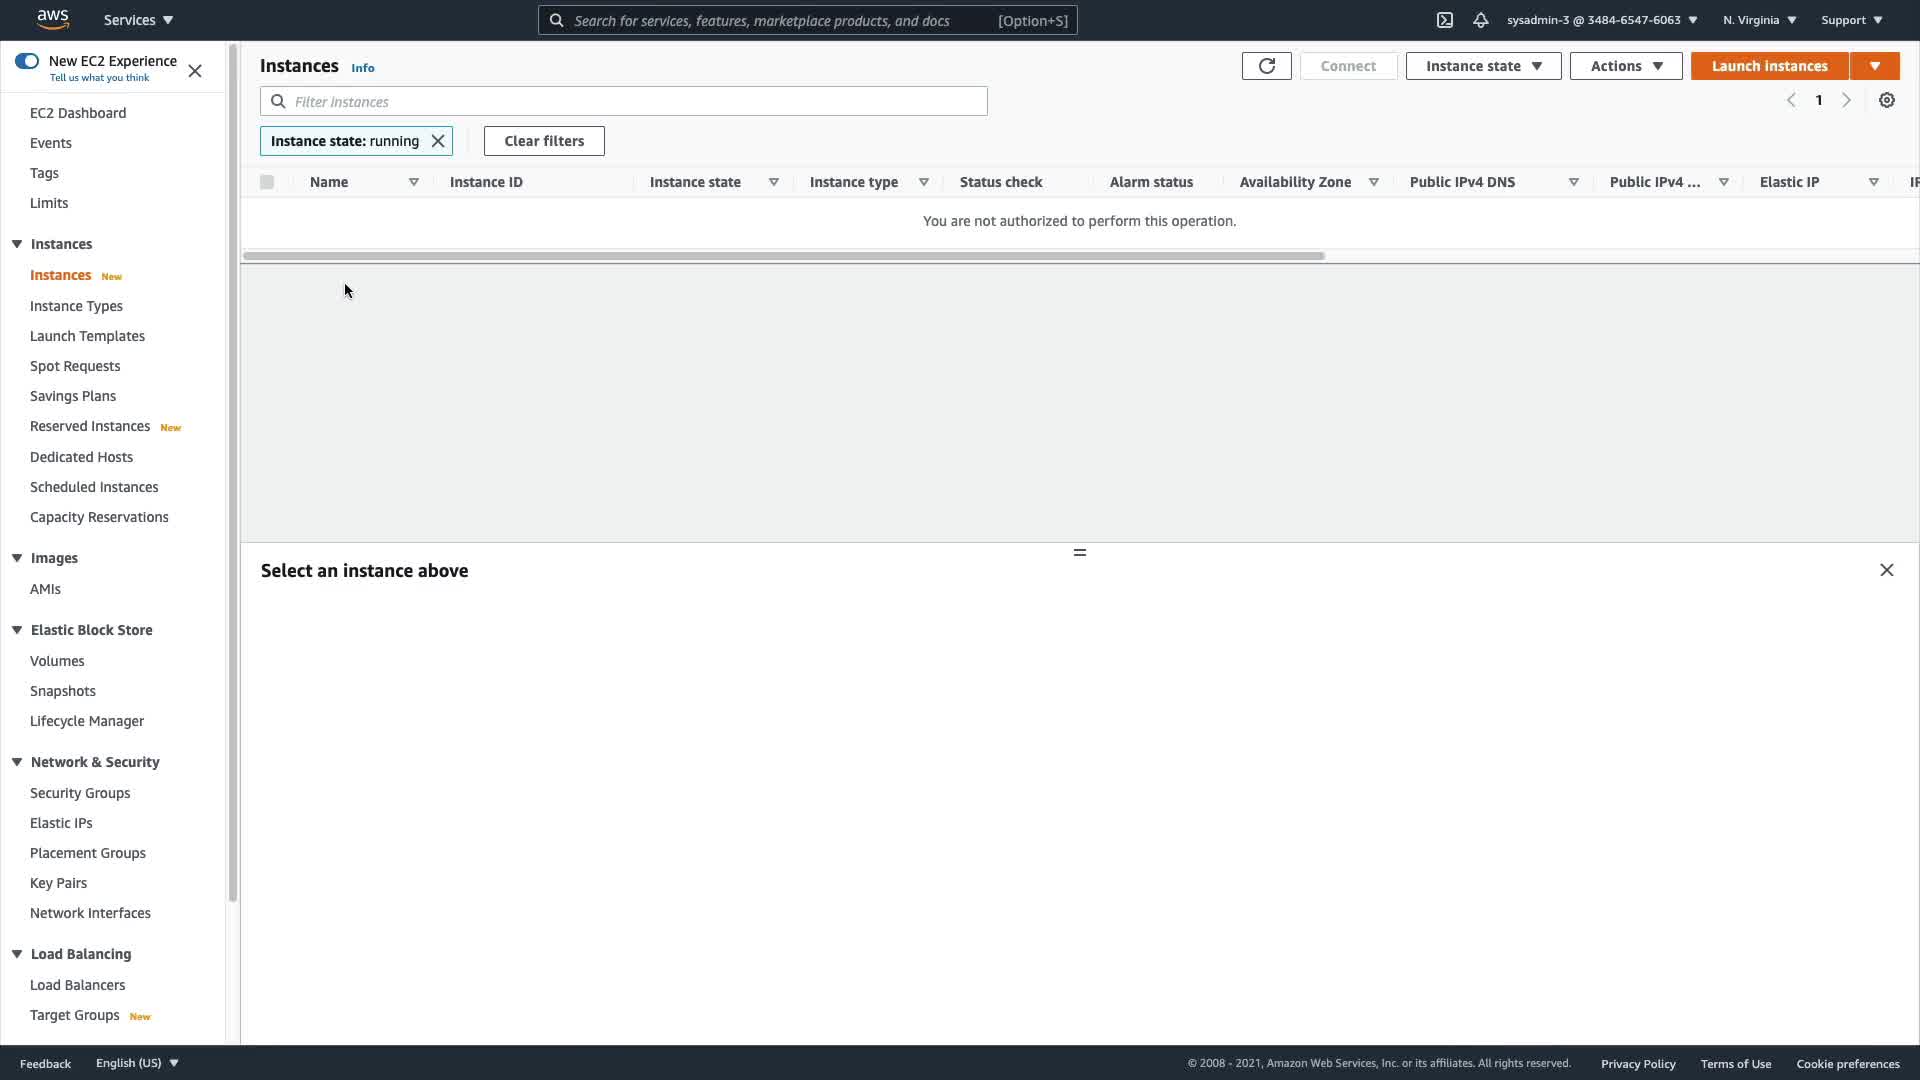 aws Services ▼ Search for services, features, marketplace products, and docs [Option+S] sysadmin-3 @ 3484-6547-6063 ▼ N. Virginia ▼ Support ▼
New EC2 Experience
Tell us what you think
EC2 Dashboard
Events
Tags
Limits
Instances
Instances New
Instance Types
Launch Templates
Spot Requests
Savings Plans
Reserved Instances New
Dedicated Hosts
Scheduled Instances
Capacity Reservations
Images
AMIs
Elastic Block Store
Volumes
Snapshots
Lifecycle Manager
Network & Security
Security Groups
Elastic IPs
Placement Groups
Key Pairs
Network Interfaces
Load Balancing
Load Balancers
Target Groups New
Instances Info Connect Instance state ▼ Actions ▼ Launch instances ▼
Filter instances 1
Instance state: running Clear filters
Name Instance ID Instance state Instance type Status check Alarm status Availability Zone Public IPv4 DNS Public IPv4 ... Elastic IP
You are not authorized to perform this operation.
Select an instance above
Feedback English (US) ▼ © 2008 - 2021, Amazon Web Services, Inc. or its affiliates. All rights reserved. Privacy Policy Terms of Use Cookie preferences